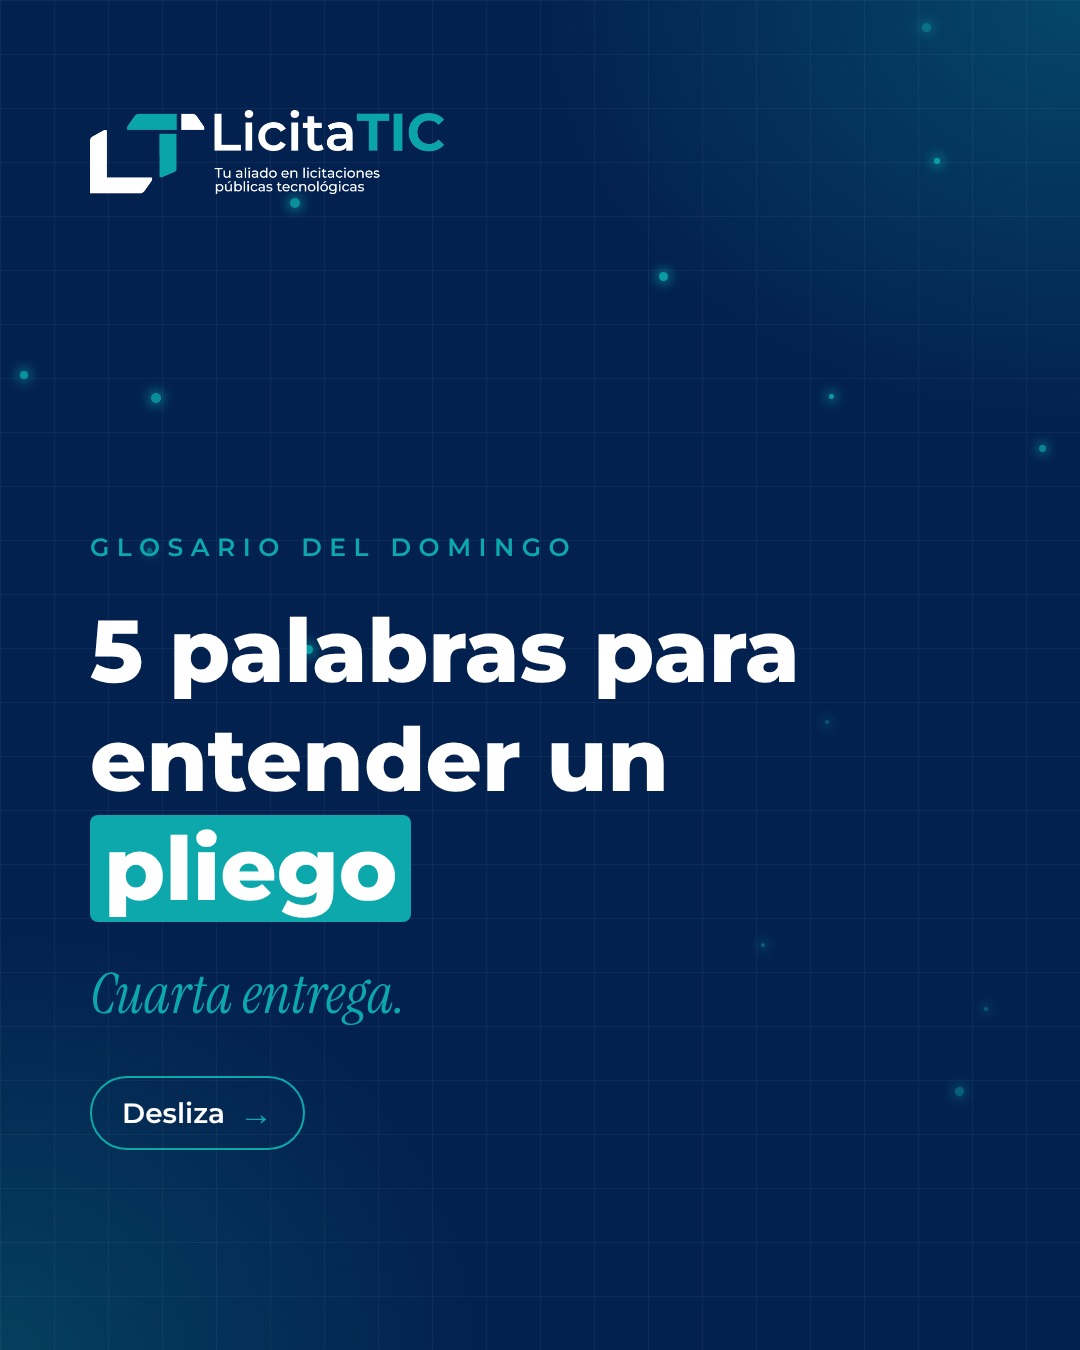 LicitaTIC
Tu aliado en licitaciones
públicas tecnológicas
GLOSARIO DEL DOMINGO
5 palabras para
entender un
pliego
Cuarta entrega.
Desliza →